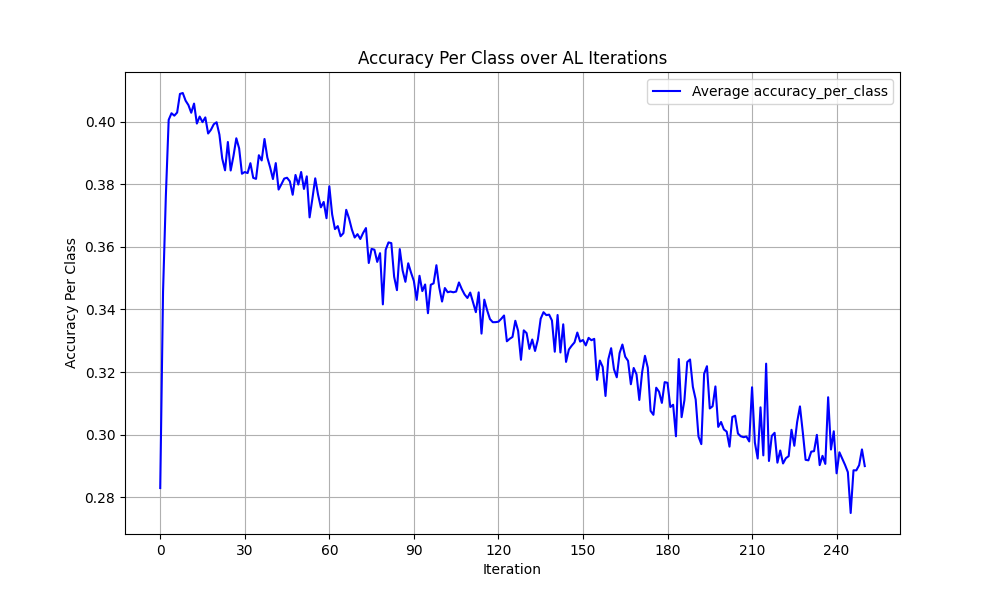 Accuracy Per Class over AL Iterations
Average accuracy_per_class
Accuracy Per Class
0.40
0.38
0.36
0.34
0.32
0.30
0.28
0 30 60 90 120 150 180 210 240
Iteration